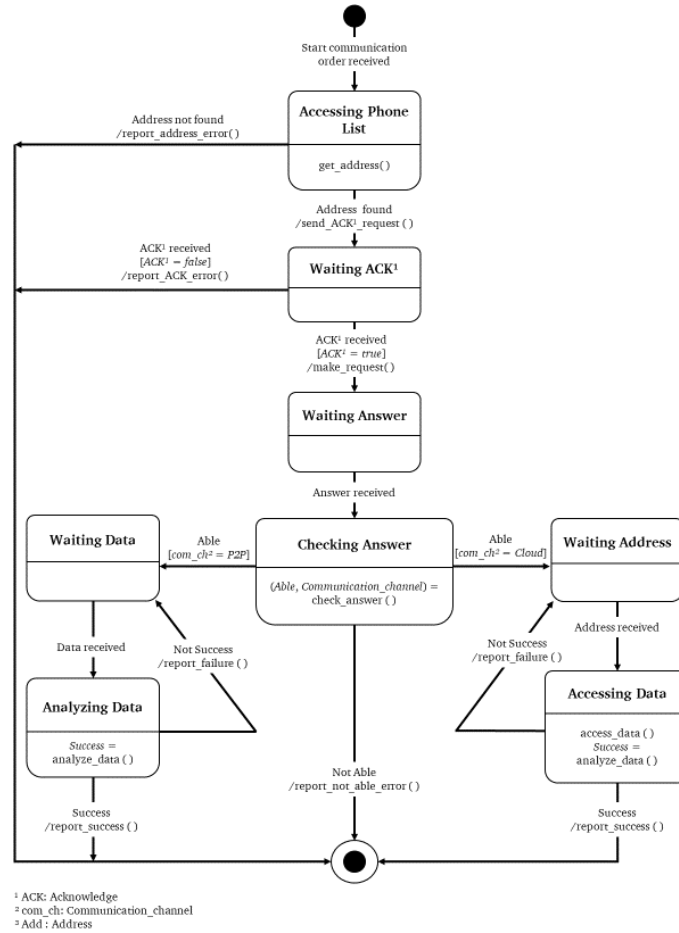 Start communication
order received
Accessing Phone
List
get_address( )
Address not found
/report_address_error( )
Address found
/send_ACK¹_request ( )
ACK¹ received
[ACK¹ = false]
/report_ACK_error( )
Waiting ACK¹
ACK¹ received
[ACK¹ = true]
/make_request( )
Waiting Answer
Answer received
Waiting Data
Able
[com_ch² = P2P]
Checking Answer
(Able, Communication_channel) =
check_answer ( )
Able
[com_ch² = Cloud]
Waiting Address
Data received
Not Success
/report_failure ( )
Not Success
/report_failure ( )
Address received
Analyzing Data
Success =
analyze_data ( )
Accessing Data
access_data ( )
Success =
analyze_data ( )
Not Able
/report_not_able_error ( )
Success
/report_success ( )
Success
/report_success ( )
¹ ACK: Acknowledge
² com_ch: Communication_channel
³ Add : Address